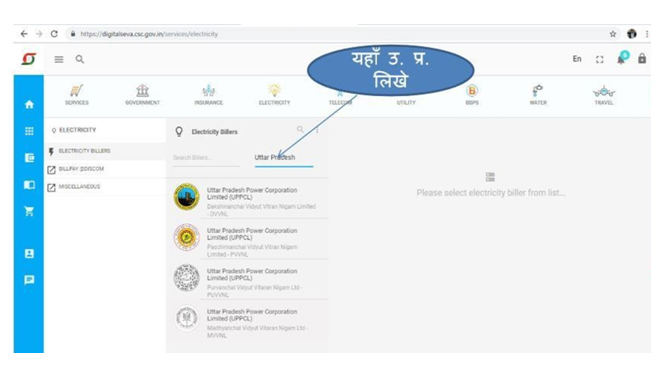 https://digitalseva.csc.gov.in/services/electricity
यहाँ उ. प्र.
लिखे
En
SERVICES
GOVERNMENT
INSURANCE
ELECTRICITY
TELECOM
UTILITY
BBPS
WATER
TRAVEL
ELECTRICITY
ELECTRICITY BILLERS
BILLPAY (DISCOM
MISCELLANEOUS
Electricity Billers
Search Billers...
Uttar Pradesh
Uttar Pradesh Power Corporation
Limited (UPPCL)
Dakshinanchal Vidyut Vitran Nigam Limited
- DVVNL
Uttar Pradesh Power Corporation
Limited (UPPCL)
Paschimanchal Vidyut Vitran Nigam
Limited - PVVNL
Uttar Pradesh Power Corporation
Limited (UPPCL)
Purvanchal Vidyut Vitaran Nigam Ltd -
PUVVNL
Uttar Pradesh Power Corporation
Limited (UPPCL)
Madhyanchal Vidyut Vitaran Nigam Ltd -
MVVNL
Please select electricity biller from list...